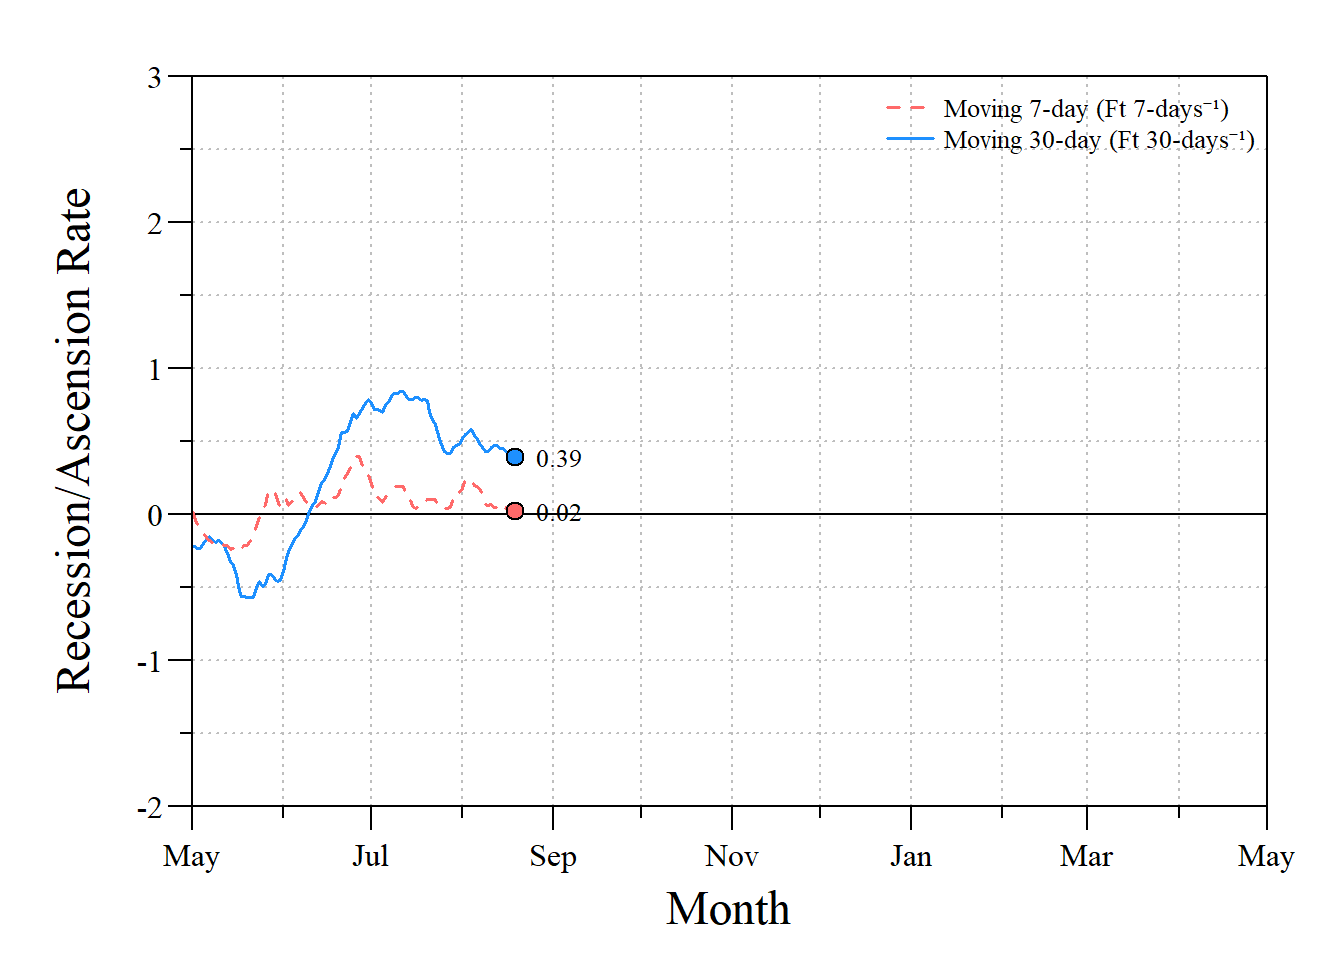 3
2
1
0
-1
-2
Recession/Ascension Rate
Moving 7-day (Ft 7-days⁻¹)
Moving 30-day (Ft 30-days⁻¹)
0.39
0.02
May Jul Sep Nov Jan Mar May
Month